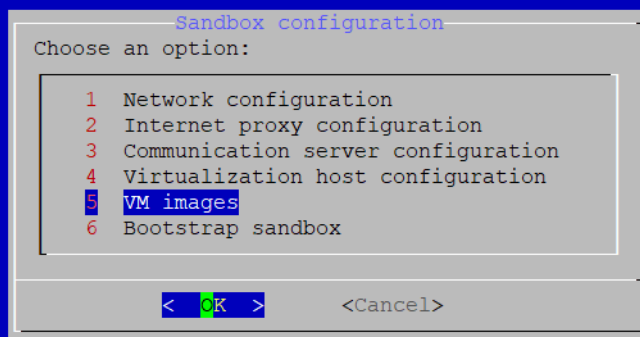 Sandbox configuration
Choose an option:
1 Network configuration
2 Internet proxy configuration
3 Communication server configuration
4 Virtualization host configuration
5 VM images
6 Bootstrap sandbox
< OK > <Cancel>